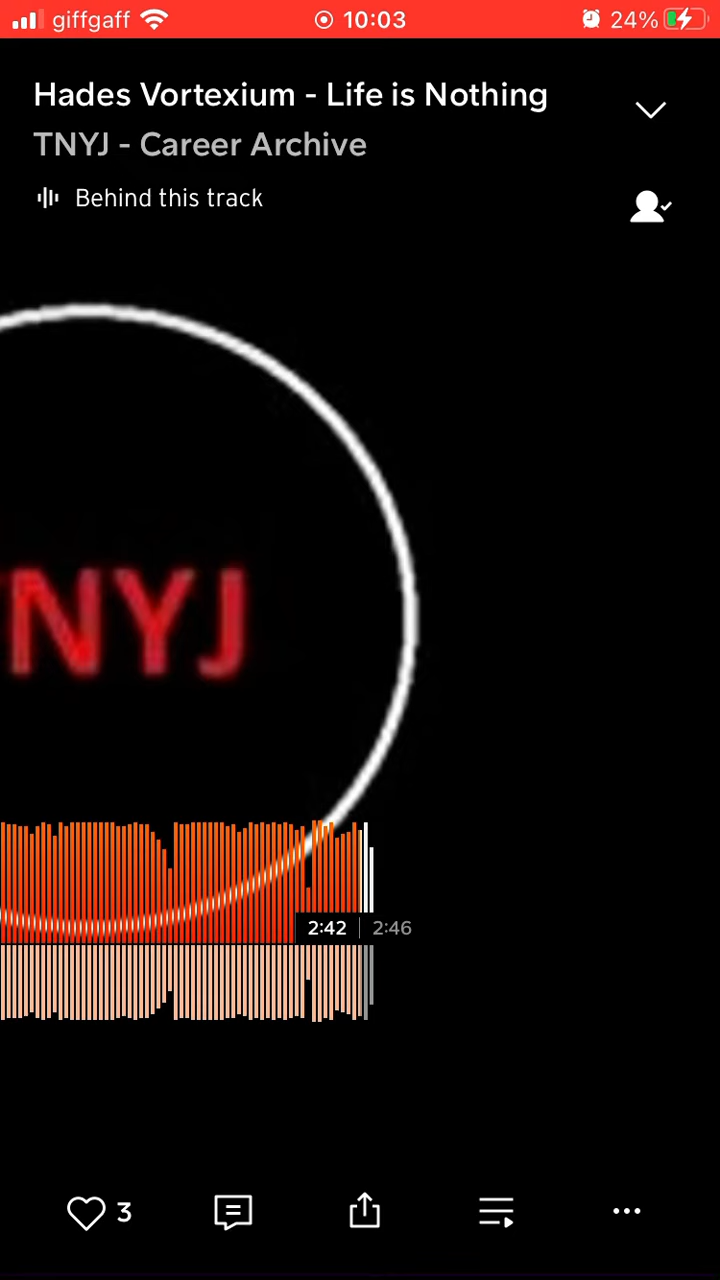 giffgaff 10:03 24%
Hades Vortexium - Life is Nothing
TNYJ - Career Archive
Behind this track
NYJ
2:42 2:46
3